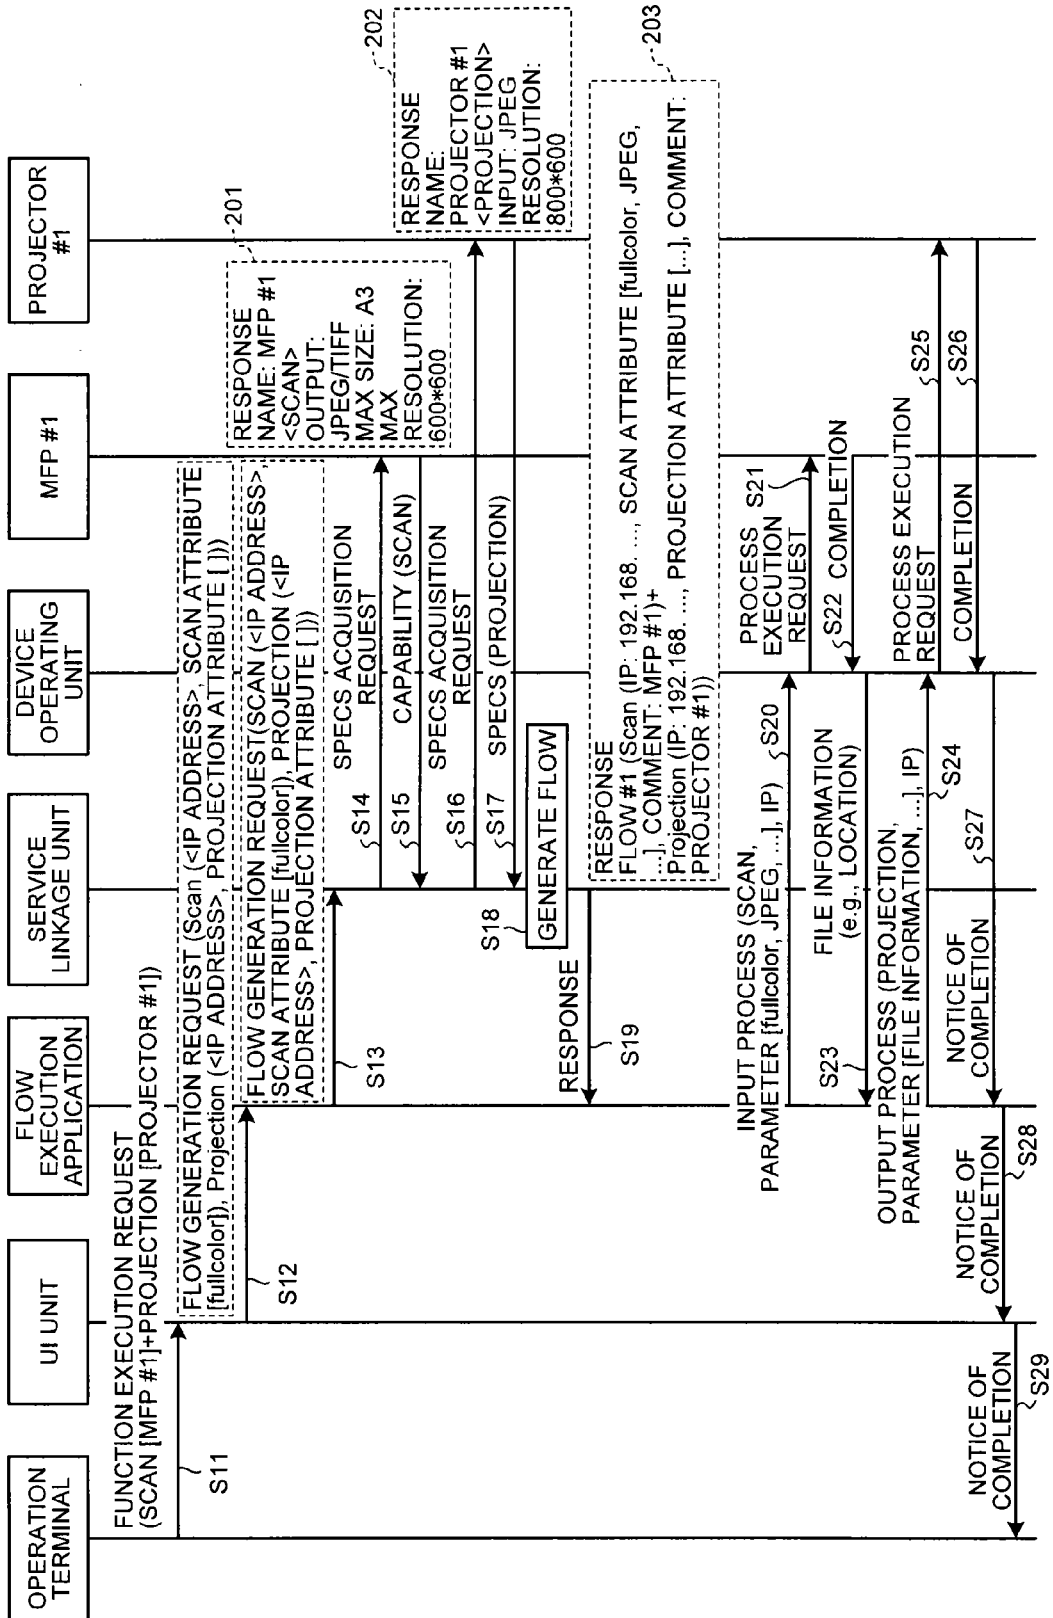 OPERATION
TERMINAL
UI UNIT
FLOW
EXECUTION
APPLICATION
SERVICE
LINKAGE UNIT
DEVICE
OPERATING
UNIT
MFP #1
PROJECTOR
#1
FUNCTION EXECUTION REQUEST
(SCAN [MFP #1]+PROJECTION [PROJECTOR #1])
S11
FLOW GENERATION REQUEST (Scan (<IP ADDRESS>, SCAN ATTRIBUTE
[fullcolor]), Projection (<IP ADDRESS>, PROJECTION ATTRIBUTE [ ]))
S12
FLOW GENERATION REQUEST(SCAN (<IP ADDRESS>,
SCAN ATTRIBUTE [fullcolor]), PROJECTION (<IP
ADDRESS>, PROJECTION ATTRIBUTE [ ]))
S13
RESPONSE
NAME: MFP #1
<SCAN>
OUTPUT:
JPEG/TIFF
MAX SIZE: A3
MAX
RESOLUTION:
600*600
201
SPECS ACQUISITION
REQUEST
S14
CAPABILITY (SCAN)
S15
RESPONSE
NAME:
PROJECTOR #1
<PROJECTION>
INPUT: JPEG
RESOLUTION:
800*600
202
SPECS ACQUISITION
REQUEST
S16
SPECS (PROJECTION)
S17
GENERATE FLOW
S18
RESPONSE
S19
RESPONSE
FLOW #1 (Scan (IP: 192.168. ..., SCAN ATTRIBUTE [fullcolor, JPEG,
...], COMMENT: MFP #1)+
Projection (IP: 192.168. ..., PROJECTION ATTRIBUTE [...], COMMENT:
PROJECTOR #1))
203
INPUT PROCESS (SCAN,
PARAMETER [fullcolor, JPEG, ...], IP)
S20
PROCESS
EXECUTION
REQUEST
S21
S22
COMPLETION
FILE INFORMATION
(e.g., LOCATION)
S23
OUTPUT PROCESS (PROJECTION,
PARAMETER [FILE INFORMATION, ...], IP)
S24
PROCESS EXECUTION
REQUEST
S25
COMPLETION
S26
NOTICE OF
COMPLETION
S27
NOTICE OF
COMPLETION
S28
NOTICE OF
COMPLETION
S29